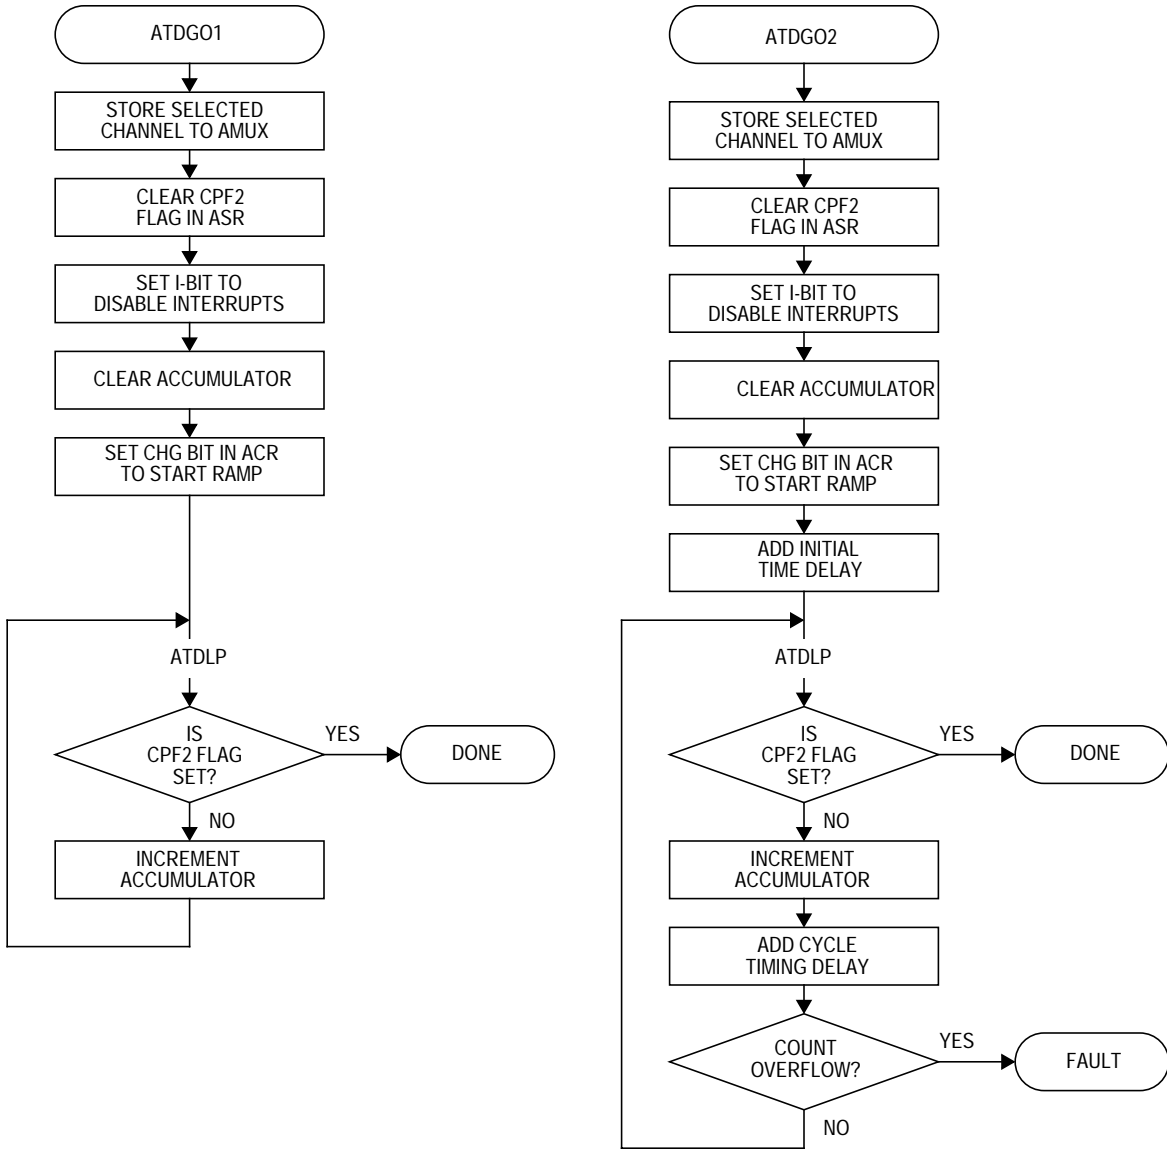 ATDGO1
STORE SELECTED
CHANNEL TO AMUX
CLEAR CPF2
FLAG IN ASR
SET I-BIT TO
DISABLE INTERRUPTS
CLEAR ACCUMULATOR
SET CHG BIT IN ACR
TO START RAMP
ATDLP
IS
CPF2 FLAG
SET?
YES
DONE
NO
INCREMENT
ACCUMULATOR
ATDGO2
STORE SELECTED
CHANNEL TO AMUX
CLEAR CPF2
FLAG IN ASR
SET I-BIT TO
DISABLE INTERRUPTS
CLEAR ACCUMULATOR
SET CHG BIT IN ACR
TO START RAMP
ADD INITIAL
TIME DELAY
ATDLP
IS
CPF2 FLAG
SET?
YES
DONE
NO
INCREMENT
ACCUMULATOR
ADD CYCLE
TIMING DELAY
COUNT
OVERFLOW?
YES
FAULT
NO